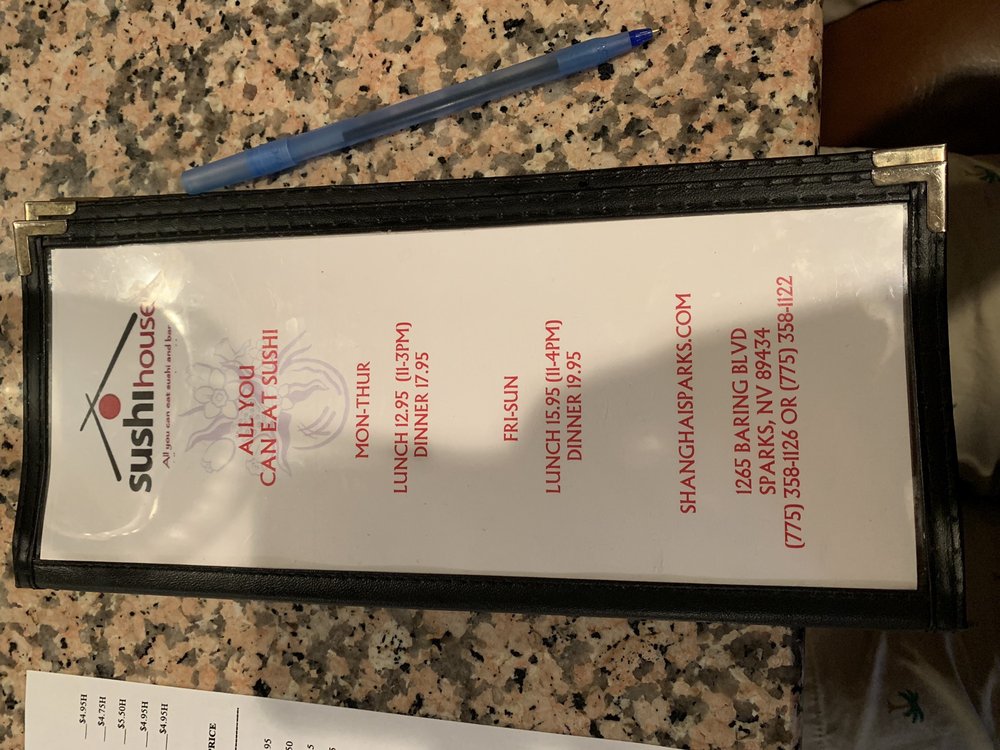 sushihouse
All you can eat sushi and bar
ALL YOU
CAN EAT SUSHI
MON-THUR
LUNCH 12.95 (11-3PM)
DINNER 17.95
FRI-SUN
LUNCH 15.95 (11-4PM)
DINNER 19.95
SHANGHAISPARKS.COM
1265 BARING BLVD
SPARKS, NV 89434
(775) 358-1126 OR (775) 358-1122
$4.95H
$4.75H
$5.50H
$4.95H
$4.95H